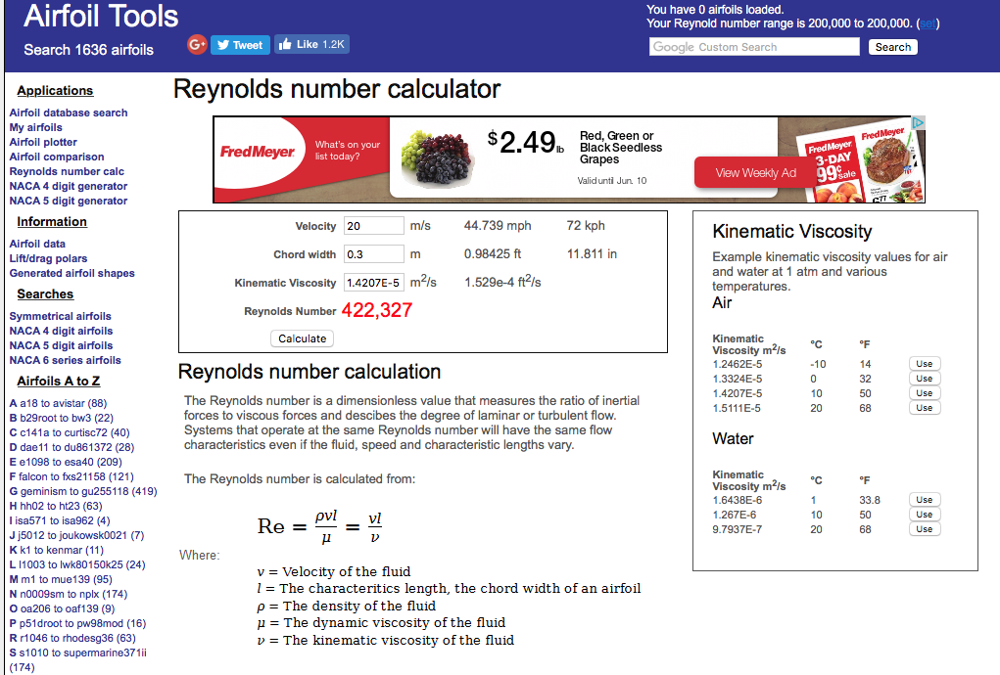 Airfoil Tools
Search 1636 airfoils
G+ Tweet Like 1.2K
You have 0 airfoils loaded.
Your Reynold number range is 200,000 to 200,000. (set)
Google Custom Search Search
Applications
Airfoil database search
My airfoils
Airfoil plotter
Airfoil comparison
Reynolds number calc
NACA 4 digit generator
NACA 5 digit generator
Information
Airfoil data
Lift/drag polars
Generated airfoil shapes
Searches
Symmetrical airfoils
NACA 4 digit airfoils
NACA 5 digit airfoils
NACA 6 series airfoils
Airfoils A to Z
A a18 to avistar (88)
B b29root to bw3 (22)
C c141a to curtisc72 (40)
D dae11 to du861372 (28)
E e1098 to esa40 (209)
F falcon to fxs21158 (121)
G geminism to gu255118 (419)
H hh02 to ht23 (63)
I isa571 to isa962 (4)
J j5012 to joukowsk0021 (7)
K k1 to kenmar (11)
L l1003 to lwk80150k25 (24)
M m1 to mue139 (95)
N n0009sm to nplx (174)
O oa206 to oaf139 (9)
P p51droot to pw98mod (16)
R r1046 to rhodesg36 (63)
S s1010 to supermarine371ii
(174)
Reynolds number calculator
FredMeyer
What's on your
list today?
$2.49lb
Red, Green or
Black Seedless
Grapes
Valid until Jun. 10
View Weekly Ad
FredMeyer
3-DAY
99¢ sale
FredMeyer
677
Velocity 20 m/s 44.739 mph 72 kph
Chord width 0.3 m 0.98425 ft 11.811 in
Kinematic Viscosity 1.4207E-5 m2/s 1.529e-4 ft2/s
Reynolds Number 422,327
Calculate
Reynolds number calculation
The Reynolds number is a dimensionless value that measures the ratio of inertial
forces to viscous forces and descibes the degree of laminar or turbulent flow.
Systems that operate at the same Reynolds number will have the same flow
characteristics even if the fluid, speed and characteristic lengths vary.
The Reynolds number is calculated from:
Re = ρvl/μ = vl/ν
Where:
v = Velocity of the fluid
l = The characteritics length, the chord width of an airfoil
ρ = The density of the fluid
μ = The dynamic viscosity of the fluid
ν = The kinematic viscosity of the fluid
Kinematic Viscosity
Example kinematic viscosity values for air
and water at 1 atm and various
temperatures.
Air
Kinematic
Viscosity m2/s °C °F
1.2462E-5 -10 14 Use
1.3324E-5 0 32 Use
1.4207E-5 10 50 Use
1.5111E-5 20 68 Use
Water
Kinematic
Viscosity m2/s °C °F
1.6438E-6 1 33.8 Use
1.267E-6 10 50 Use
9.7937E-7 20 68 Use